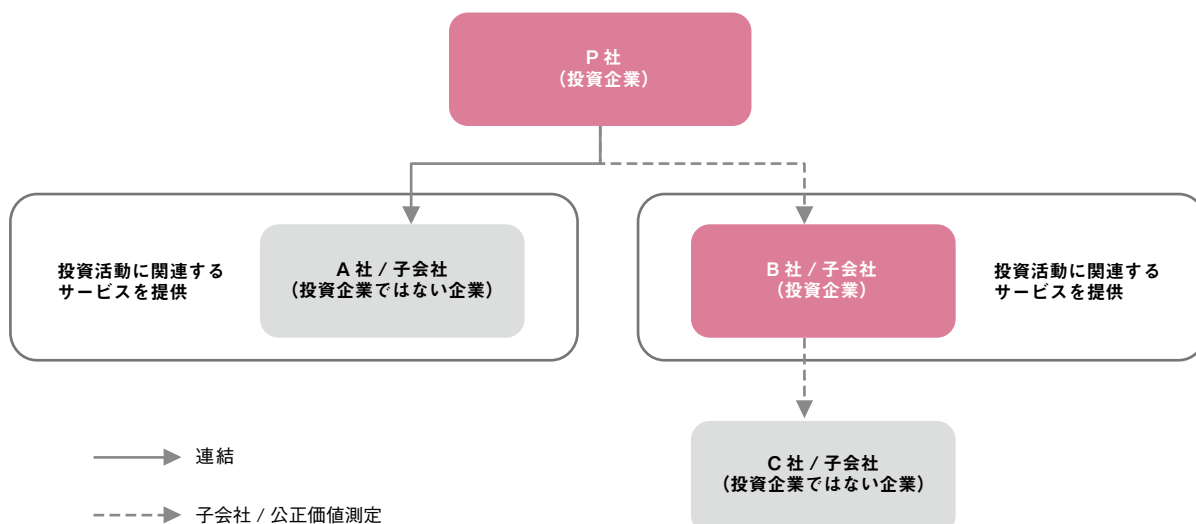 P 社
（投資企業）
投資活動に関連する
サービスを提供
A 社 / 子会社
（投資企業ではない企業）
B 社 / 子会社
（投資企業）
投資活動に関連する
サービスを提供
C 社 / 子会社
（投資企業ではない企業）
連結
子会社 / 公正価値測定